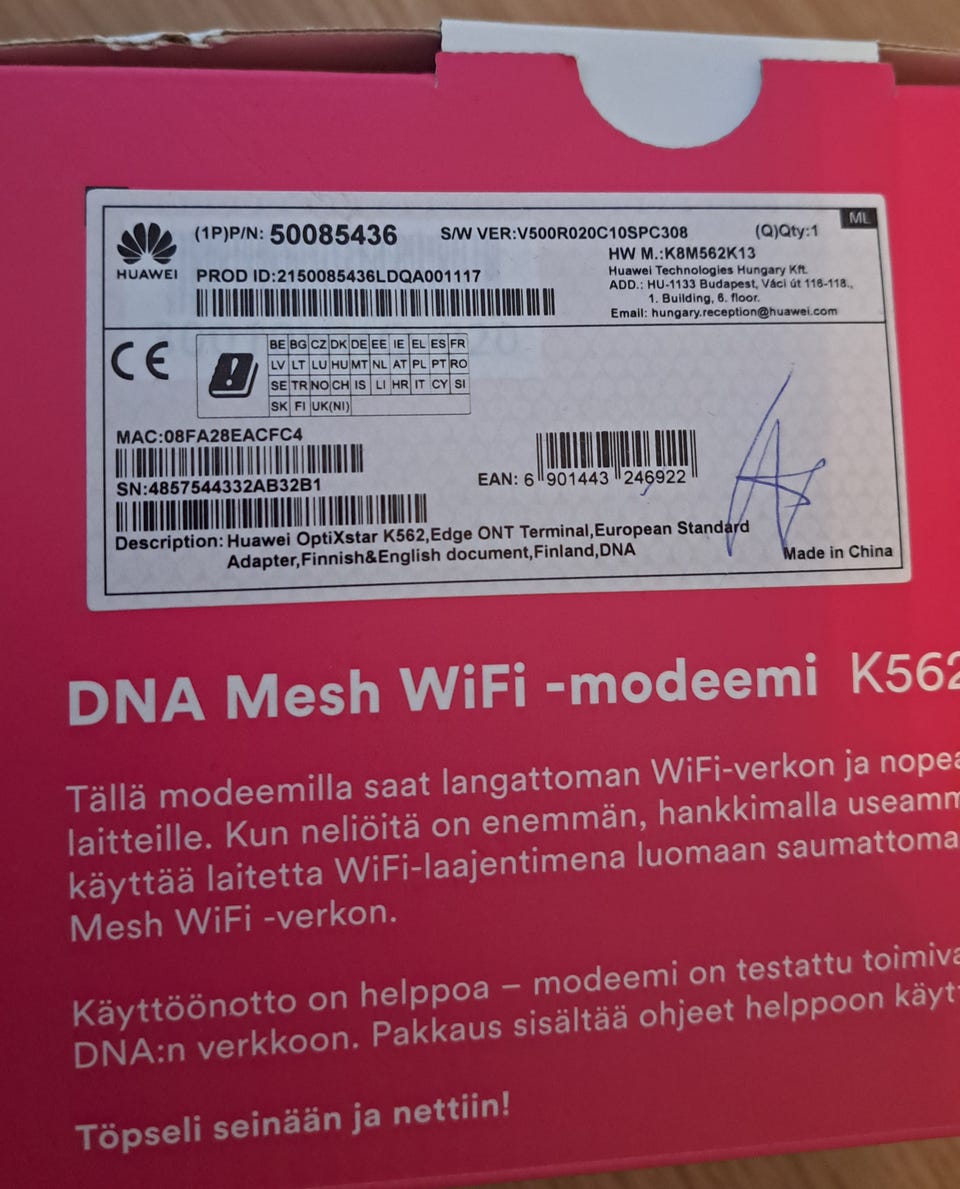 ML
HUAWEI
(1P)P/N: 50085436 S/W VER:V500R020C10SPC308 (Q)Qty:1
HW M.:K8M562K13
PROD ID:2150085436LDQA001117
Huawei Technologies Hungary Kft.
ADD.: HU-1133 Budapest, Váci út 116-118.,
1. Building, 6. floor.
Email: hungary.reception@huawei.com
CE
BE BG CZ DK DE EE IE EL ES FR
LV LT LU HU MT NL AT PL PT RO
SE TR NO CH IS LI HR IT CY SI
SK FI UK(NI)
MAC:08FA28EACFC4
SN:4857544332AB32B1
EAN: 6 901443 246922
Description: Huawei OptiXstar K562,Edge ONT Terminal,European Standard
Adapter,Finnish&English document,Finland,DNA
Made in China
DNA Mesh WiFi -modeemi K562
Tällä modeemilla saat langattoman WiFi-verkon ja nopea
laitteille. Kun neliöitä on enemmän, hankkimalla useamm
käyttää laitetta WiFi-laajentimena luomaan saumattoma
Mesh WiFi -verkon.
Käyttöönotto on helppoa – modeemi on testattu toimiva
DNA:n verkkoon. Pakkaus sisältää ohjeet helppoon käyt
Töpseli seinään ja nettiin!